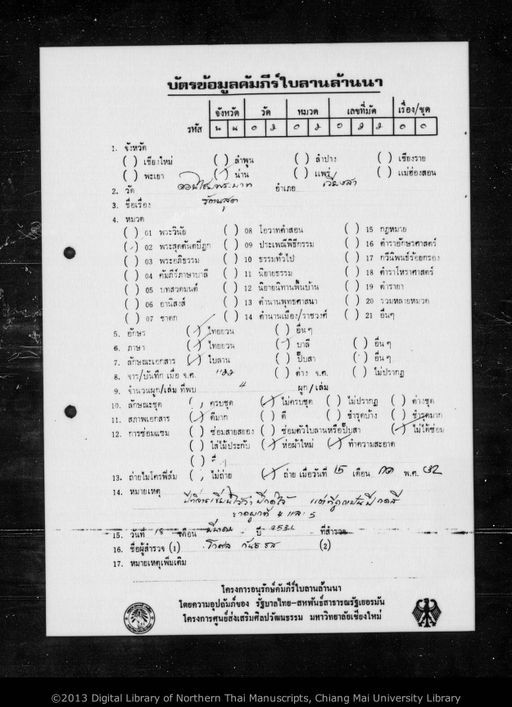 บัตรข้อมูลคัมภีร์ใบลานล้านนา
จังหวัด วัด หมวด เลขที่มัด เรื่อง/ชุด
รหัส น น 0 0 0 0
1. จังหวัด
( ) เชียงใหม่ ( ) ลำพูน ( ) ลำปาง ( ) เชียงราย
( ) พะเยา (/) น่าน ( ) แพร่ ( ) แม่ฮ่องสอน
2. วัด อำเภอ เวียงสา
3. ชื่อเรื่อง
4. หมวด
( ) 01 พระวินัย ( ) 08 โอวาทคำสอน ( ) 15 กฎหมาย
(/) 02 พระสุตตันตปิฎก ( ) 09 ประเพณีพิธีกรรม ( ) 16 ตำรายักษาศาสตร์
( ) 03 พระอภิธรรม ( ) 10 ธรรมทั่วไป ( ) 17 กวีนิพนธ์ร้อยกรอง
( ) 04 คัมภีร์ภาษาบาลี ( ) 11 นิยายธรรม ( ) 18 ตำราโหราศาสตร์
( ) 05 บทสวดมนต์ ( ) 12 นิยายนิทานพื้นบ้าน ( ) 19 ตำรายา
( ) 06 อานิสงส์ ( ) 13 ตำนานพุทธศาสนา ( ) 20 รวมหลายหมวด
( ) 07 ชาดก ( ) 14 ตำนานเมือง/ราชวงศ์ ( ) 21 อื่นๆ
5. อักษร (/) ไทยยวน ( ) อื่นๆ
6. ภาษา (/) ไทยยวน บาลี ( ) อื่นๆ
7. ลักษณะเอกสาร (/) ใบลาน ( ) ปั๊บสา ( ) อื่นๆ
8. จาร/บันทึก เมื่อ จ.ศ. ( ) ต่าง จ.ศ. ( ) ไม่ปรากฏ
9. จำนวนผูก/เล่ม ที่พบ 4 ผูก/เล่ม
10. ลักษณะชุด ( ) ครบชุด (/) ไม่ครบชุด ( ) ไม่ปรากฏ ( ) ต่างชุด
11. สภาพเอกสาร (/) ดีมาก ( ) ดี ( ) ชำรุดบ้าง ( ) ชำรุดมาก
12. การซ่อมแซม ( ) ซ่อมสายสยอง ( ) ซ่อมตัวใบลานหรือปั๊บสา (/) ไม่ได้ซ่อม
( ) ใส่ไม้ประกับ (/) ห่อผ้าใหม่ (/) ทำความสะอาด
13. ถ่ายไมโครฟิล์ม ( ) ไม่ถ่าย (/) ถ่าย เมื่อวันที่ 15 เดือน กค พ.ศ. 32
14. หมายเหตุ
15. วันที่ 18 เดือน มีนาคม ปี 2531 ที่สำรวจ
16. ชื่อผู้สำรวจ (1) (2)
17. หมายเหตุเพิ่มเติม
โครงการอนุรักษ์คัมภีร์ใบลานล้านนา
โดยความอุปถัมภ์ของ รัฐบาลไทย-สหพันธ์สาธารณรัฐเยอรมัน
โครงการศูนย์ส่งเสริมศิลปวัฒนธรรม มหาวิทยาลัยเชียงใหม่
©2013 Digital Library of Northern Thai Manuscripts, Chiang Mai University Library